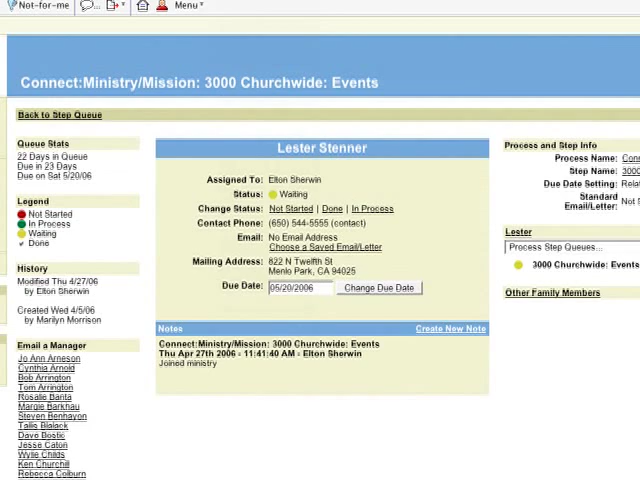 Not-for-me
Menu
Connect:Ministry/Mission: 3000 Churchwide: Events
Back to Step Queue
Queue Stats
22 Days in Queue
Due in 23 Days
Due on Sat 5/20/06
Legend
Not Started
In Process
Waiting
Done
History
Modified Thu 4/27/06
by Elton Sherwin
Created Wed 4/5/06
by Marilyn Morrison
Email a Manager
Jo Ann Arneson
Cynthia Arnold
Bob Arrington
Tom Arrington
Rosalie Banta
Margie Barkhau
Steven Benhayon
Tallis Blalack
Dave Bostic
Jesse Caton
Wylie Childs
Ken Churchill
Rebecca Colburn
Lester Stenner
Assigned To: Elton Sherwin
Status: Waiting
Change Status: Not Started | Done | In Process
Contact Phone: (650) 544-5555 (contact)
Email: No Email Address
Choose a Saved Email/Letter
Mailing Address: 822 N Twelfth St
Menlo Park, CA 94025
Due Date: 05/20/2006 Change Due Date
Notes Create New Note
Connect:Ministry/Mission: 3000 Churchwide: Events
Thu Apr 27th 2006 - 11:41:40 AM - Elton Sherwin
Joined ministry
Process and Step Info
Process Name: Conn
Step Name: 3000
Due Date Setting: Relat
Standard
Email/Letter: Not S
Lester
Process Step Queues...
3000 Churchwide: Events
Other Family Members